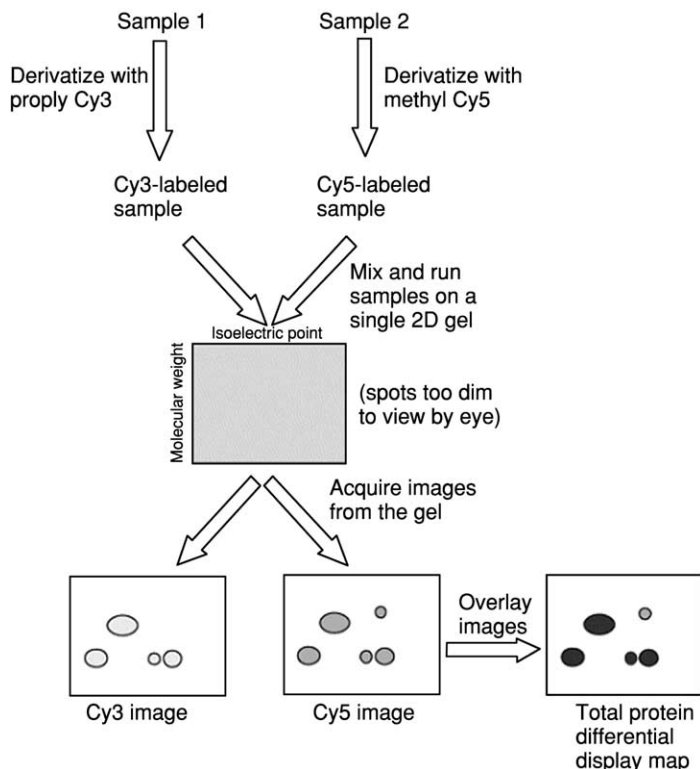 Sample 1
Sample 2
Derivatize with
proply Cy3
Derivatize with
methyl Cy5
Cy3-labeled
sample
Cy5-labeled
sample
Mix and run
samples on a
single 2D gel
Isoelectric point
Molecular weight
(spots too dim
to view by eye)
Acquire images
from the gel
Overlay
images
Cy3 image
Cy5 image
Total protein
differential
display map